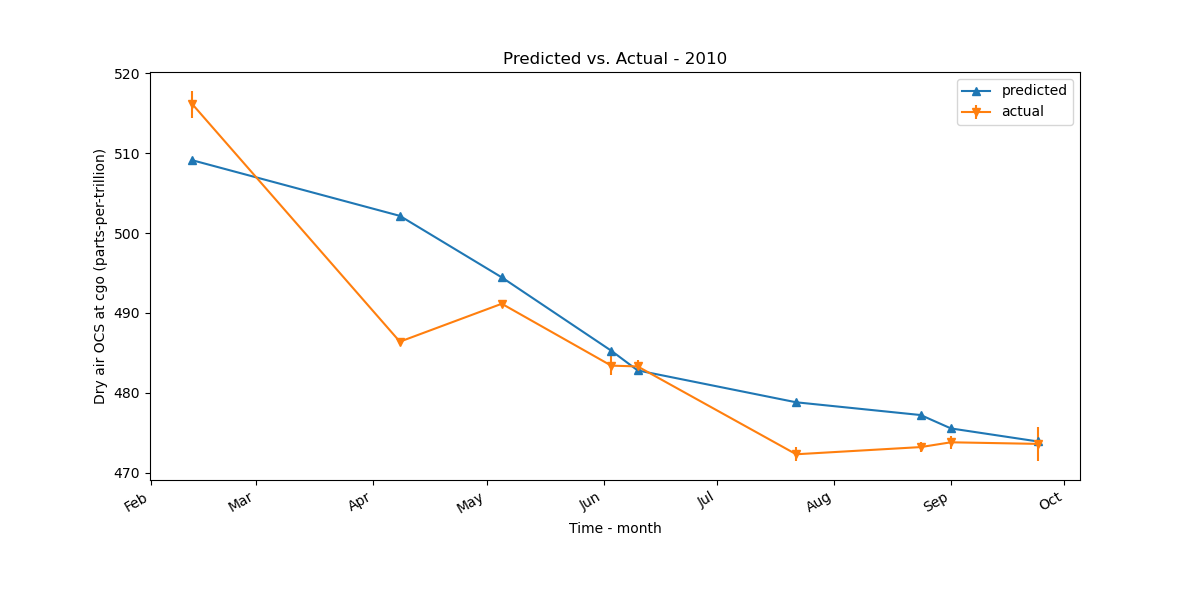 Predicted vs. Actual - 2010
520
510
500
490
480
470
Dry air OCS at cgo (parts-per-trillion)
predicted
actual
Feb
Mar
Apr
May
Jun
Jul
Aug
Sep
Oct
Time - month